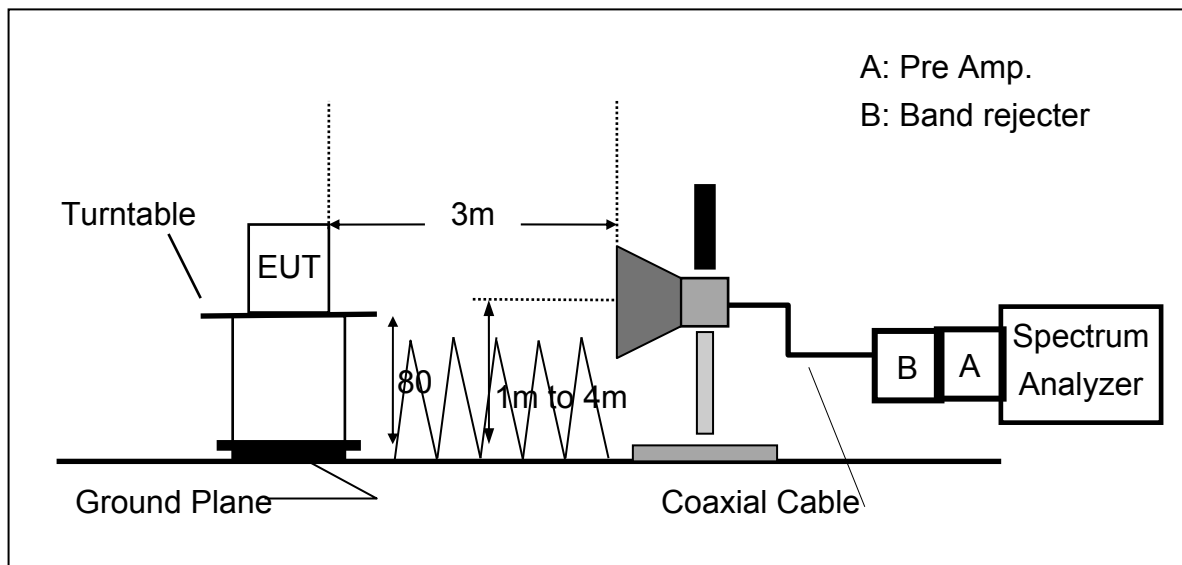 A: Pre Amp.
B: Band rejecter
Turntable
3m
EUT
80
1m to 4m
B
A
Spectrum
Analyzer
Ground Plane
Coaxial Cable